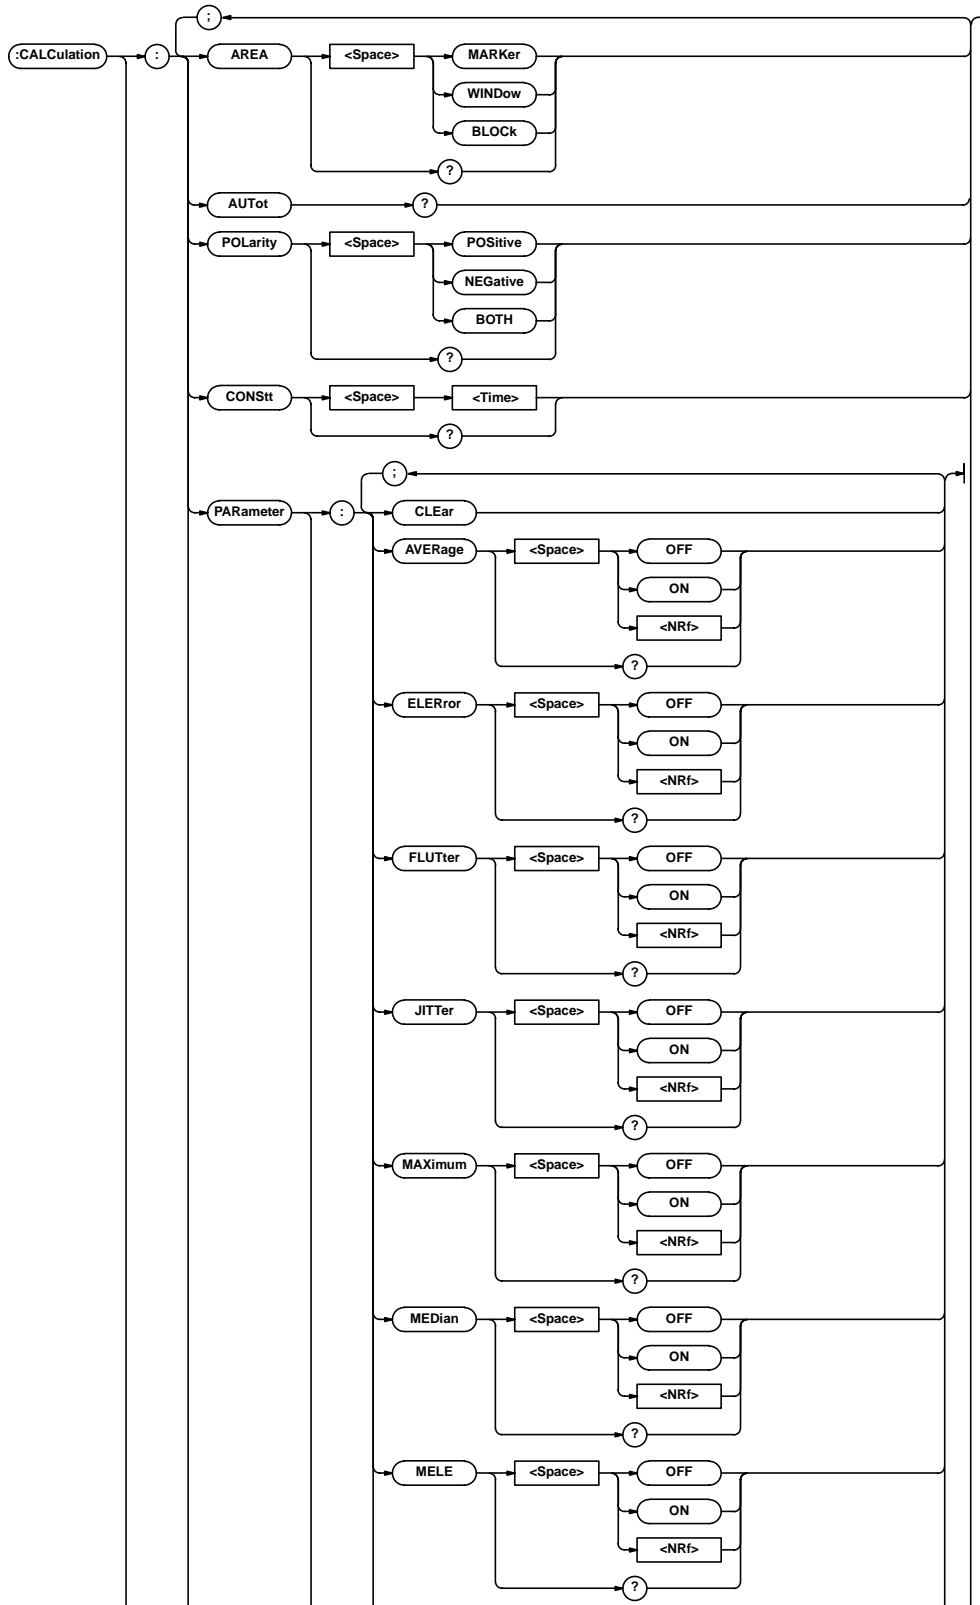 ;
:CALCulation : AREA <Space> MARKer
WINDow
BLOCk
?
AUTot ?
POLarity <Space> POSitive
NEGative
BOTH
?
CONStt <Space> <Time>
?
;
PARameter : CLEar
AVERage <Space> OFF
ON
<NRf>
?
ELERror <Space> OFF
ON
<NRf>
?
FLUTter <Space> OFF
ON
<NRf>
?
JITTer <Space> OFF
ON
<NRf>
?
MAXimum <Space> OFF
ON
<NRf>
?
MEDian <Space> OFF
ON
<NRf>
?
MELE <Space> OFF
ON
<NRf>
?